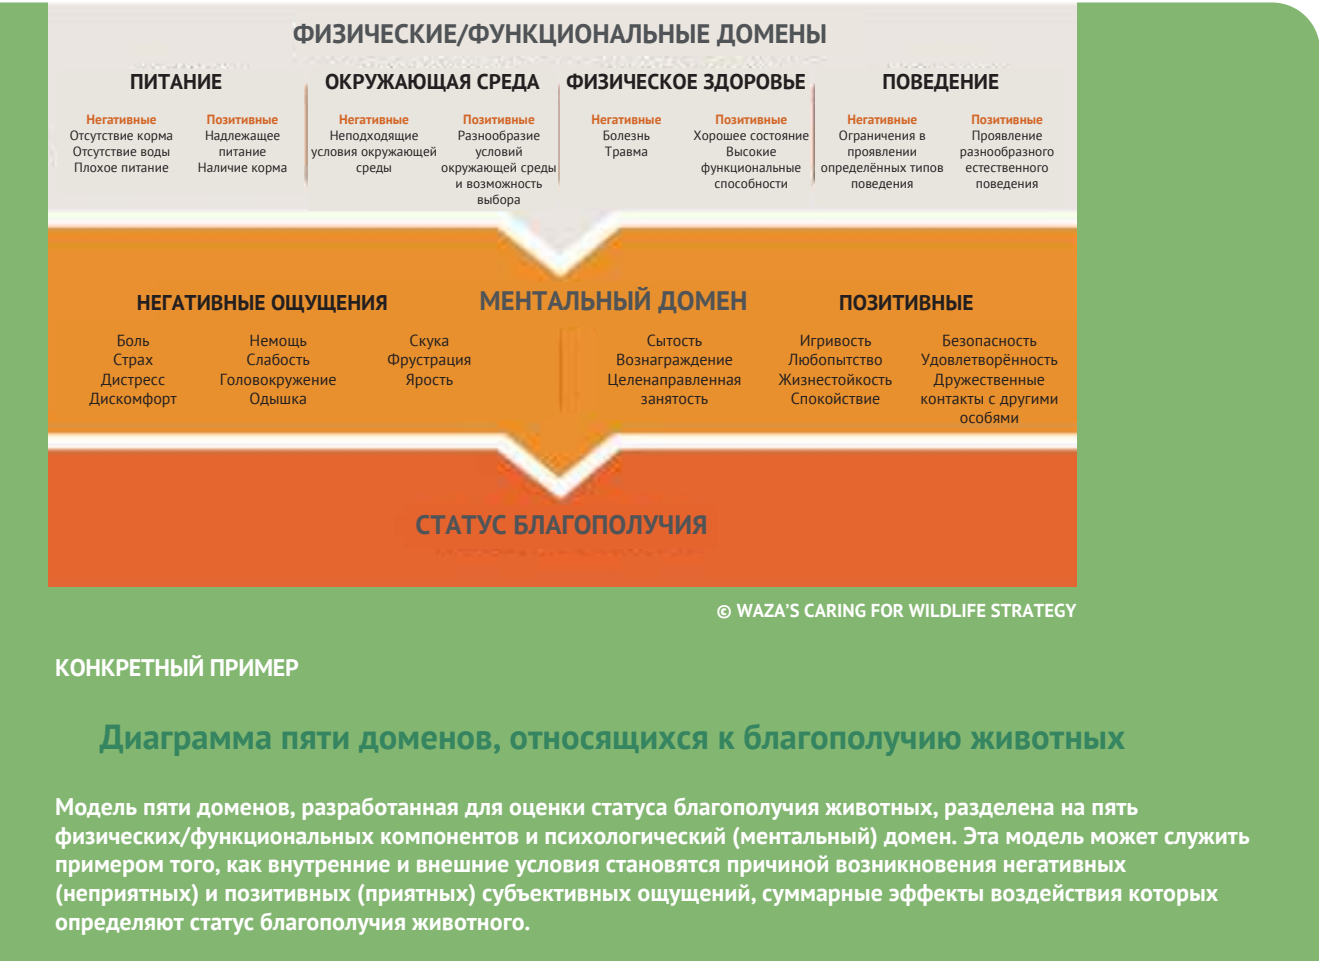 ФИЗИЧЕСКИЕ/ФУНКЦИОНАЛЬНЫЕ ДОМЕНЫ
ПИТАНИЕ
Негативные
Отсутствие корма
Отсутствие воды
Плохое питание
Позитивные
Надлежащее
питание
Наличие корма
ОКРУЖАЮЩАЯ СРЕДА
Негативные
Неподходящие
условия окружающей
среды
Позитивные
Разнообразие
условий
окружающей среды
и возможность
выбора
ФИЗИЧЕСКОЕ ЗДОРОВЬЕ
Негативные
Болезнь
Травма
Позитивные
Хорошее состояние
Высокие
функциональные
способности
ПОВЕДЕНИЕ
Негативные
Ограничения в
проявлении
определённых типов
поведения
Позитивные
Проявление
разнообразного
естественного
поведения
МЕНТАЛЬНЫЙ ДОМЕН
НЕГАТИВНЫЕ ОЩУЩЕНИЯ
Боль
Страх
Дистресс
Дискомфорт
Немощь
Слабость
Головокружение
Одышка
Скука
Фрустрация
Ярость
ПОЗИТИВНЫЕ
Сытость
Вознаграждение
Целенаправленная
занятость
Игривость
Любопытство
Жизнестойкость
Спокойствие
Безопасность
Удовлетворённость
Дружественные
контакты с другими
особями
СТАТУС БЛАГОПОЛУЧИЯ
© WAZA’S CARING FOR WILDLIFE STRATEGY
КОНКРЕТНЫЙ ПРИМЕР
Диаграмма пяти доменов, относящихся к благополучию животных
Модель пяти доменов, разработанная для оценки статуса благополучия животных, разделена на пять
физических/функциональных компонентов и психологический (ментальный) домен. Эта модель может служить
примером того, как внутренние и внешние условия становятся причиной возникновения негативных
(неприятных) и позитивных (приятных) субъективных ощущений, суммарные эффекты воздействия которых
определяют статус благополучия животного.